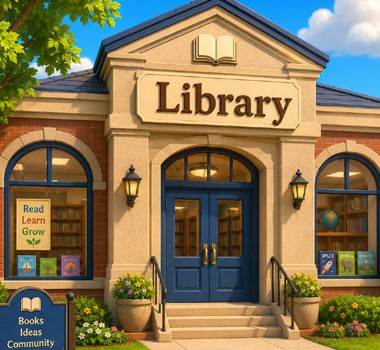 Library
Read
Learn
Grow
SPACE
Books
Ideas
Community